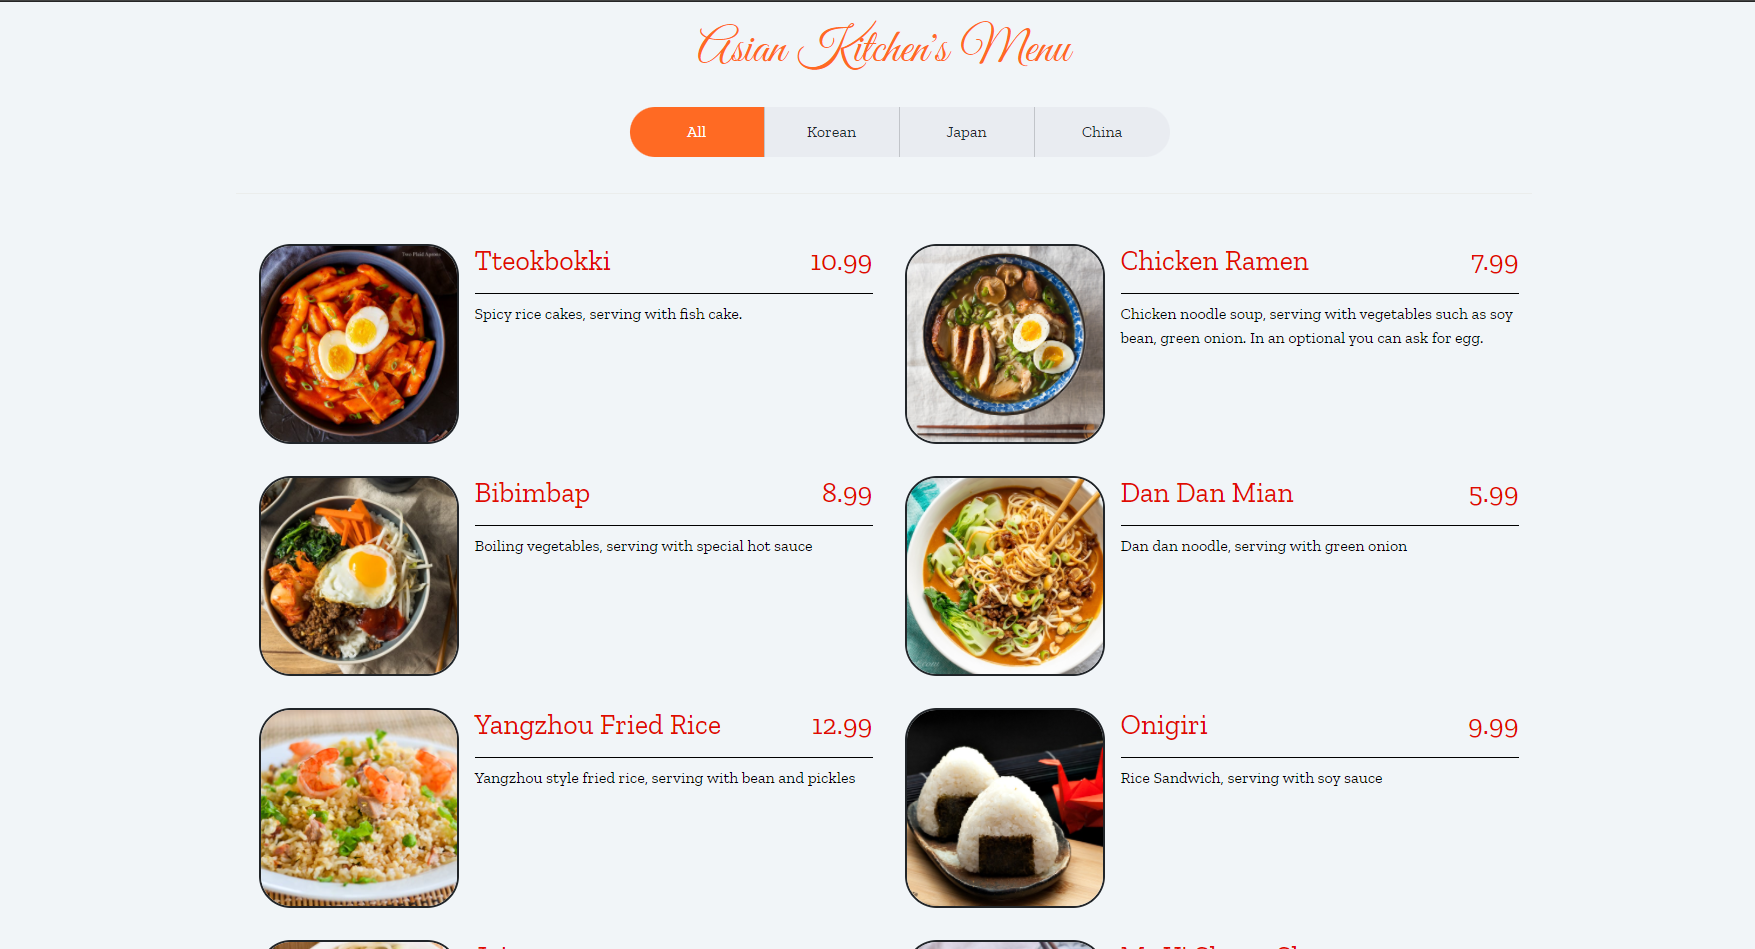 Asian Kitchen's Menu
All
Korean
Japan
China
Tteokbokki
10.99
Spicy rice cakes, serving with fish cake.
Chicken Ramen
7.99
Chicken noodle soup, serving with vegetables such as soy
bean, green onion. In an optional you can ask for egg.
Bibimbap
8.99
Boiling vegetables, serving with special hot sauce
Dan Dan Mian
5.99
Dan dan noodle, serving with green onion
Yangzhou Fried Rice
12.99
Yangzhou style fried rice, serving with bean and pickles
Onigiri
9.99
Rice Sandwich, serving with soy sauce